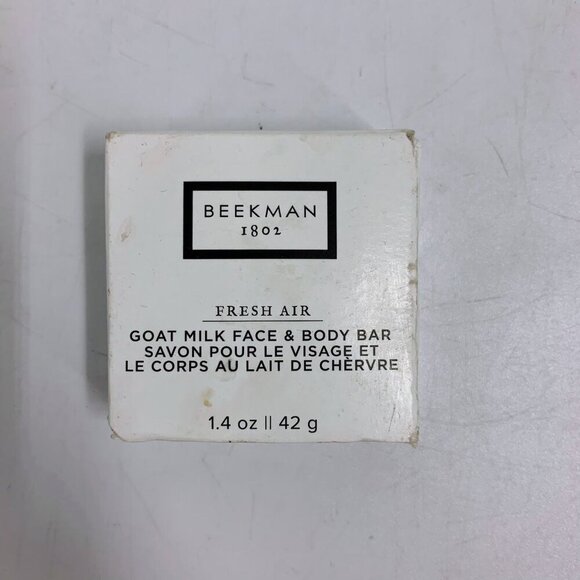 BEEKMAN
1802
FRESH AIR
GOAT MILK FACE & BODY BAR
SAVON POUR LE VISAGE ET
LE CORPS AU LAIT DE CHÈRVRE
1.4 oz || 42 g